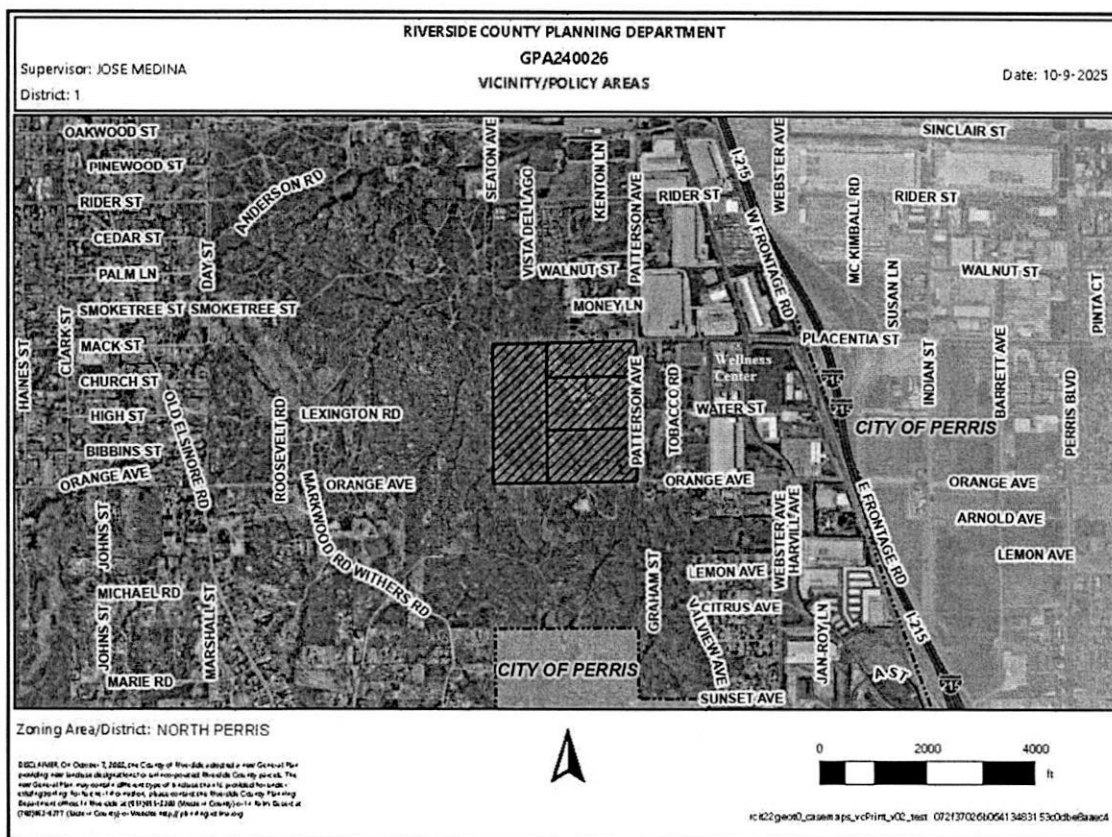 RIVERSIDE COUNTY PLANNING DEPARTMENT
GPA240026
VICINITY/POLICY AREAS
Supervisor: JOSE MEDINA
District: 1
Date: 10-9-2025
OAKWOOD ST
PINEWOOD ST
RIDER ST
CEDAR ST
PALM LN
SMOKETREE ST
SMOKETREE ST
MACK ST
CHURCH ST
HIGH ST
BIBBINS ST
ORANGE AVE
HAINES ST
CLARK ST
DAY ST
ANDERSON RD
OLD ELSINORE RD
ROOSEVELT RD
LEXINGTON RD
ORANGE AVE
MARKWOOD RD
WITHERS RD
JOHNS ST
MICHAEL RD
JOHNS ST
MARIE RD
MARSHALL ST
SEATON AVE
VISTA DEL LAGO
KENTON LN
PATTERSON AVE
RIDER ST
WALNUT ST
MONEY LN
I-215
W FRONTAGE RD
WEBSTER AVE
SINCLAIR ST
MC KIMBALL RD
RIDER ST
SUSAN LN
WALNUT ST
PINTA CT
PLACENTIA ST
INDIAN ST
BARRETT AVE
PERRIS BLVD
Wellness
Center
PATTERSON AVE
TOBACCO RD
WATER ST
215
215
CITY OF PERRIS
ORANGE AVE
ORANGE AVE
ARNOLD AVE
LEMON AVE
WEBSTER AVE
HARVILL AVE
E FRONTAGE RD
I-215
GRAHAM ST
LEMON AVE
CITRUS AVE
VALVIEW AVE
JAN-ROY LN
A ST
215
SUNSET AVE
CITY OF PERRIS
Zoning Area/District: NORTH PERRIS
0 2000 4000
ft